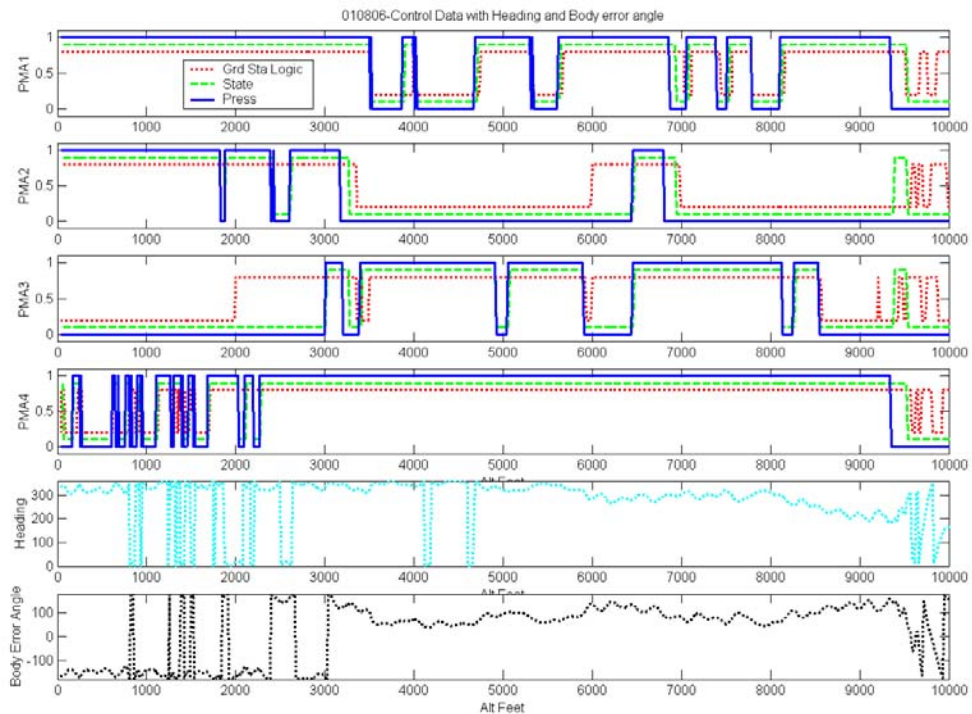 010806-Control Data with Heading and Body error angle
PMA1
1
0.5
0
Grd Sta Logic
State
Press
0 1000 2000 3000 4000 5000 6000 7000 8000 9000 10000
PMA2
1
0.5
0
0 1000 2000 3000 4000 5000 6000 7000 8000 9000 10000
PMA3
1
0.5
0
0 1000 2000 3000 4000 5000 6000 7000 8000 9000 10000
PMA4
1
0.5
0
0 1000 2000 3000 4000 5000 6000 7000 8000 9000 10000
Alt Feet
Heading
300
200
100
0
0 1000 2000 3000 4000 5000 6000 7000 8000 9000 10000
Alt Feet
Body Error Angle
100
0
-100
0 1000 2000 3000 4000 5000 6000 7000 8000 9000 10000
Alt Feet